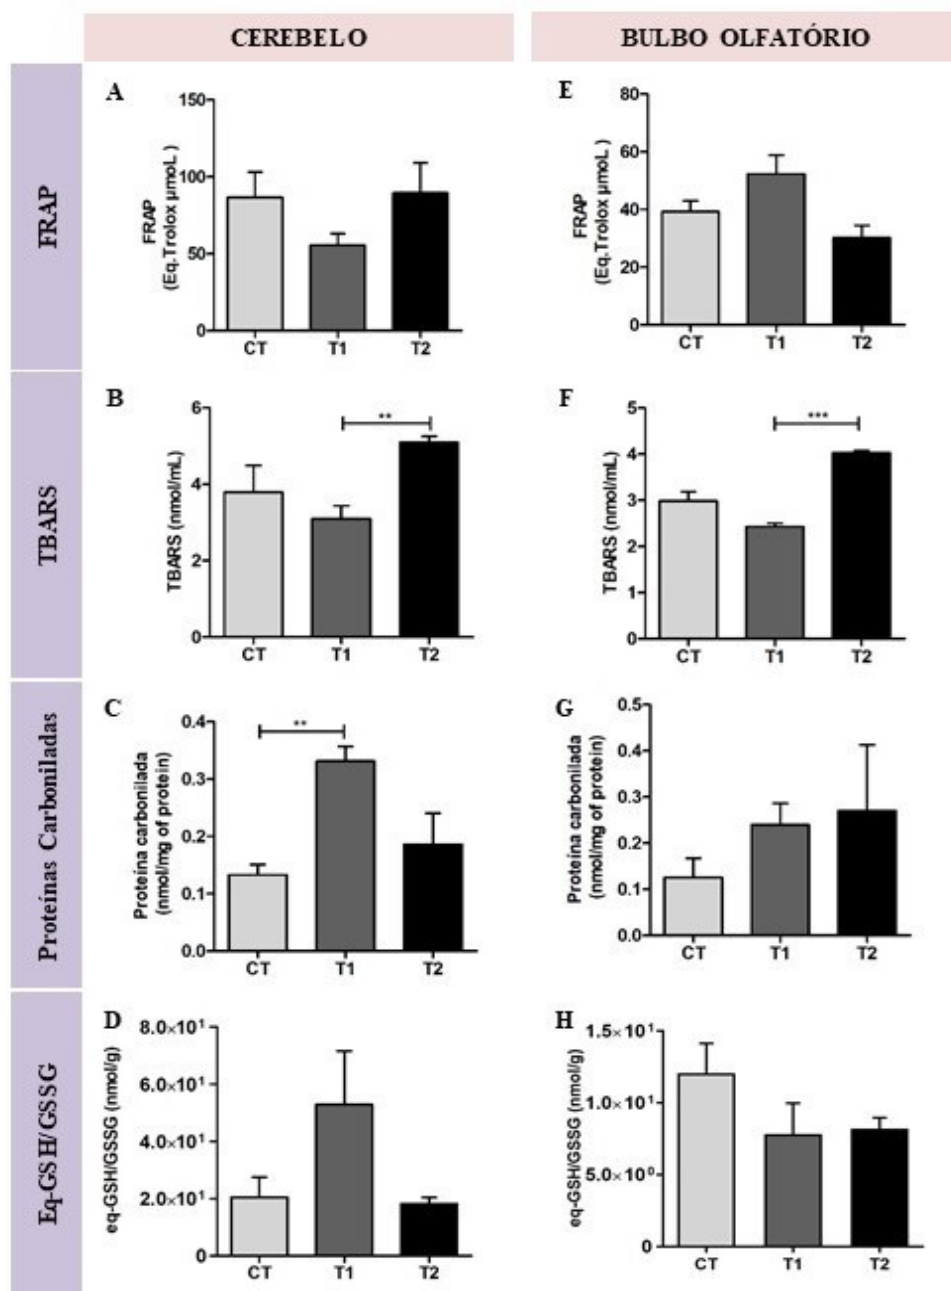 CEREBELO
BULBO OLFATÓRIO
FRAP
A
FRAP
(Eq.Trolox µmoL )
150
100
50
0
CT T1 T2
E
FRAP
(Eq.Trolox µmoL )
80
60
40
20
0
CT T1 T2
TBARS
B
TBARS (nmol/mL)
6
4
2
0
**
CT T1 T2
F
TBARS (nmol/mL)
5
4
3
2
1
0
***
CT T1 T2
Proteínas Carboniladas
C
Proteína carbonilada
(nmol/mg of protein)
0.4
0.3
0.2
0.1
0.0
**
CT T1 T2
G
Proteína carbonilada
(nmol/mg of protein)
0.5
0.4
0.3
0.2
0.1
0.0
CT T1 T2
Eq-GSH/GSSG
D
eq-GSH/GSSG (nmol/g)
8.0×10¹
6.0×10¹
4.0×10¹
2.0×10¹
0
CT T1 T2
H
eq-GSH/GSSG (nmol/g)
1.5×10¹
1.0×10¹
5.0×10⁰
0
CT T1 T2